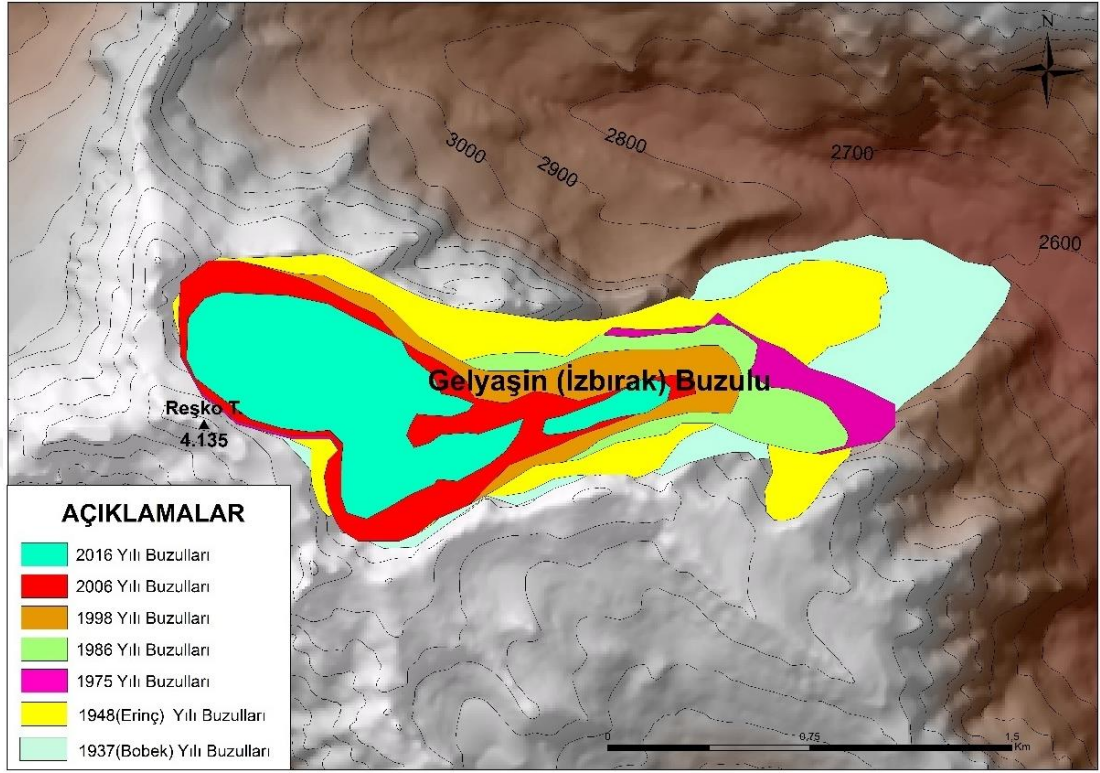 N
3000
2900
2800
2700
2600
Gelyaşin (İzbırak) Buzulu
Reşko T.
4.135
AÇIKLAMALAR
2016 Yılı Buzulları
2006 Yılı Buzulları
1998 Yılı Buzulları
1986 Yılı Buzulları
1975 Yılı Buzulları
1948(Erinç) Yılı Buzulları
1937(Bobek) Yılı Buzulları
0 0,75 1,5
Km